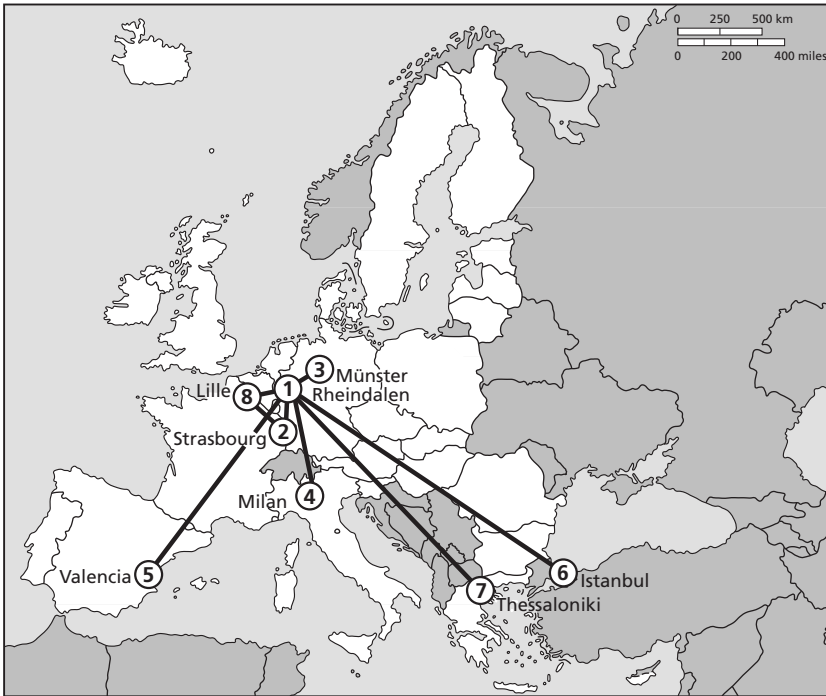 0 250 500 km
0 200 400 miles
3 Münster
Lille 8 1 Rheindalen
Strasbourg 2
Milan 4
Valencia 5
6 Istanbul
7 Thessaloniki